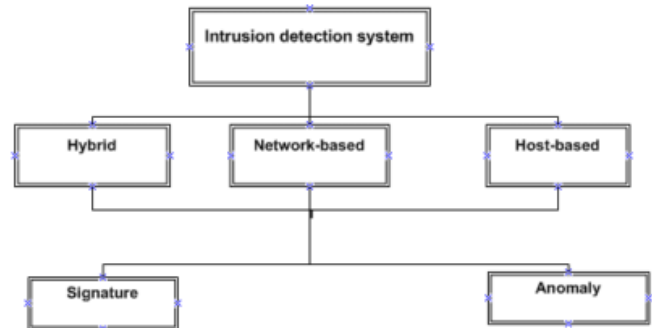 Intrusion detection system
Hybrid
Network-based
Host-based
Signature
Anomaly